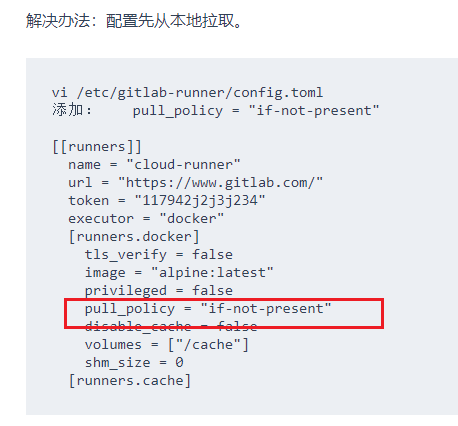 解决办法：配置先从本地拉取。
vi /etc/gitlab-runner/config.toml
添加：    pull_policy = "if-not-present"
[[runners]]
  name = "cloud-runner"
  url = "https://www.gitlab.com/"
  token = "117942j2j3j234"
  executor = "docker"
  [runners.docker]
    tls_verify = false
    image = "alpine:latest"
    privileged = false
    pull_policy = "if-not-present"
    disable_cache = false
    volumes = ["/cache"]
    shm_size = 0
  [runners.cache]